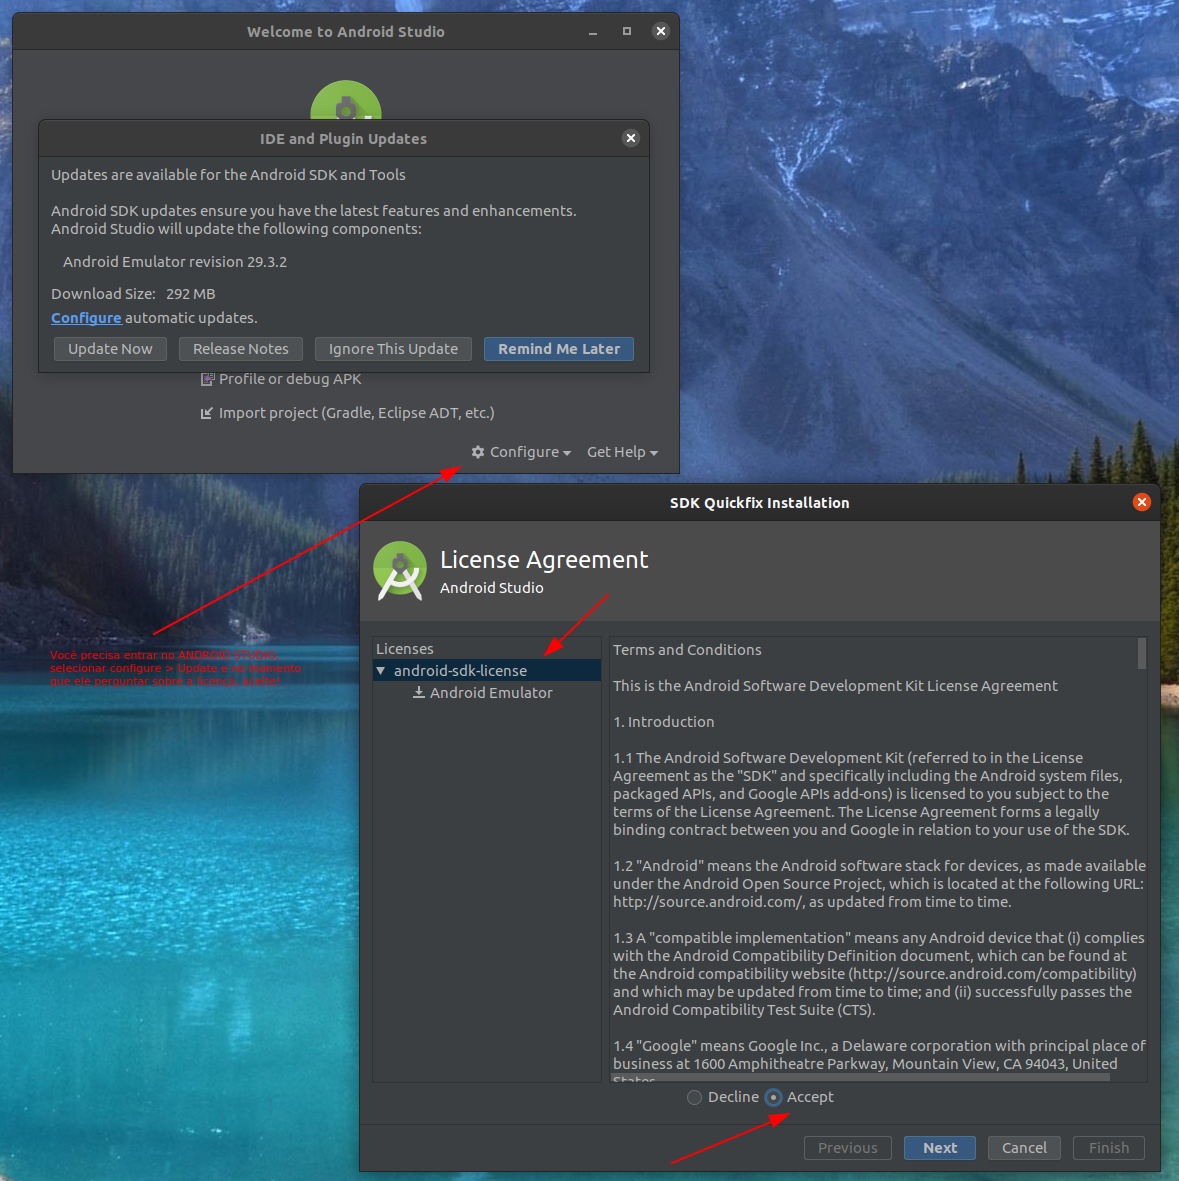 Welcome to Android Studio
IDE and Plugin Updates
Updates are available for the Android SDK and Tools
Android SDK updates ensure you have the latest features and enhancements.
Android Studio will update the following components:
Android Emulator revision 29.3.2
Download Size: 292 MB
Configure automatic updates.
Update Now Release Notes Ignore This Update Remind Me Later
Profile or debug APK
Import project (Gradle, Eclipse ADT, etc.)
Configure Get Help
SDK Quickfix Installation
License Agreement
Android Studio
Você precisa entrar no ANDROID STUDIO
selecionar configure > Update e no momento
que ele perguntar sobre a licença aceite!
Licenses
android-sdk-license
Android Emulator
Terms and Conditions
This is the Android Software Development Kit License Agreement
1. Introduction
1.1 The Android Software Development Kit (referred to in the License
Agreement as the "SDK" and specifically including the Android system files,
packaged APIs, and Google APIs add-ons) is licensed to you subject to the
terms of the License Agreement. The License Agreement forms a legally
binding contract between you and Google in relation to your use of the SDK.
1.2 "Android" means the Android software stack for devices, as made available
under the Android Open Source Project, which is located at the following URL:
http://source.android.com/, as updated from time to time.
1.3 A "compatible implementation" means any Android device that (i) complies
with the Android Compatibility Definition document, which can be found at
the Android compatibility website (http://source.android.com/compatibility)
and which may be updated from time to time; and (ii) successfully passes the
Android Compatibility Test Suite (CTS).
1.4 "Google" means Google Inc., a Delaware corporation with principal place of
business at 1600 Amphitheatre Parkway, Mountain View, CA 94043, United
States
Decline Accept
Previous Next Cancel Finish